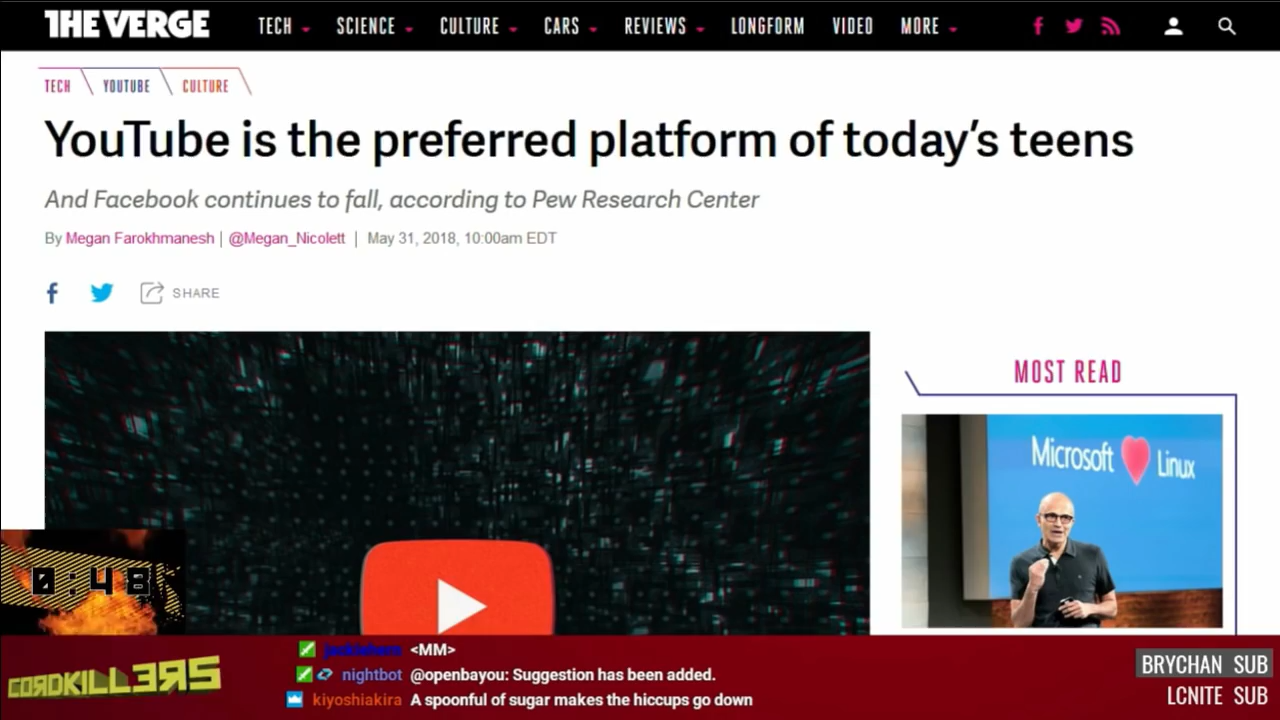 THE VERGE
TECH SCIENCE CULTURE CARS REVIEWS LONGFORM VIDEO MORE
TECH YOUTUBE CULTURE
YouTube is the preferred platform of today's teens
And Facebook continues to fall, according to Pew Research Center
By Megan Farokhmanesh | @Megan_Nicolett | May 31, 2018, 10:00am EDT
SHARE
MOST READ
Microsoft Linux
0:48
CORDKILLERS
<MM>
nightbot @openbayou: Suggestion has been added.
kiyoshiakira A spoonful of sugar makes the hiccups go down
BRYCHAN SUB
LCNITE SUB